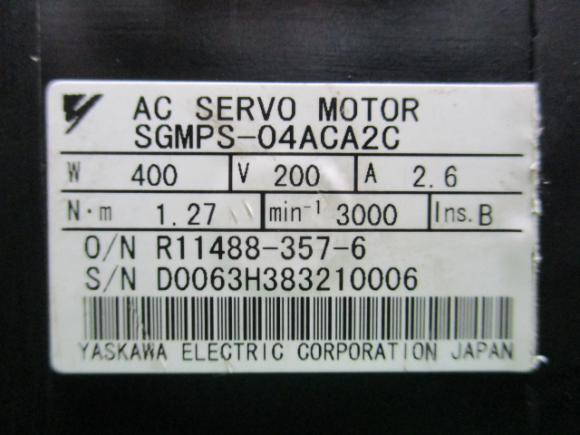 AC SERVO MOTOR
SGMPS-04ACA2C
W 400 V 200 A 2.6
N·m 1.27 min⁻¹ 3000 Ins. B
O/N R11488-357-6
S/N D0063H383210006
YASKAWA ELECTRIC CORPORATION JAPAN